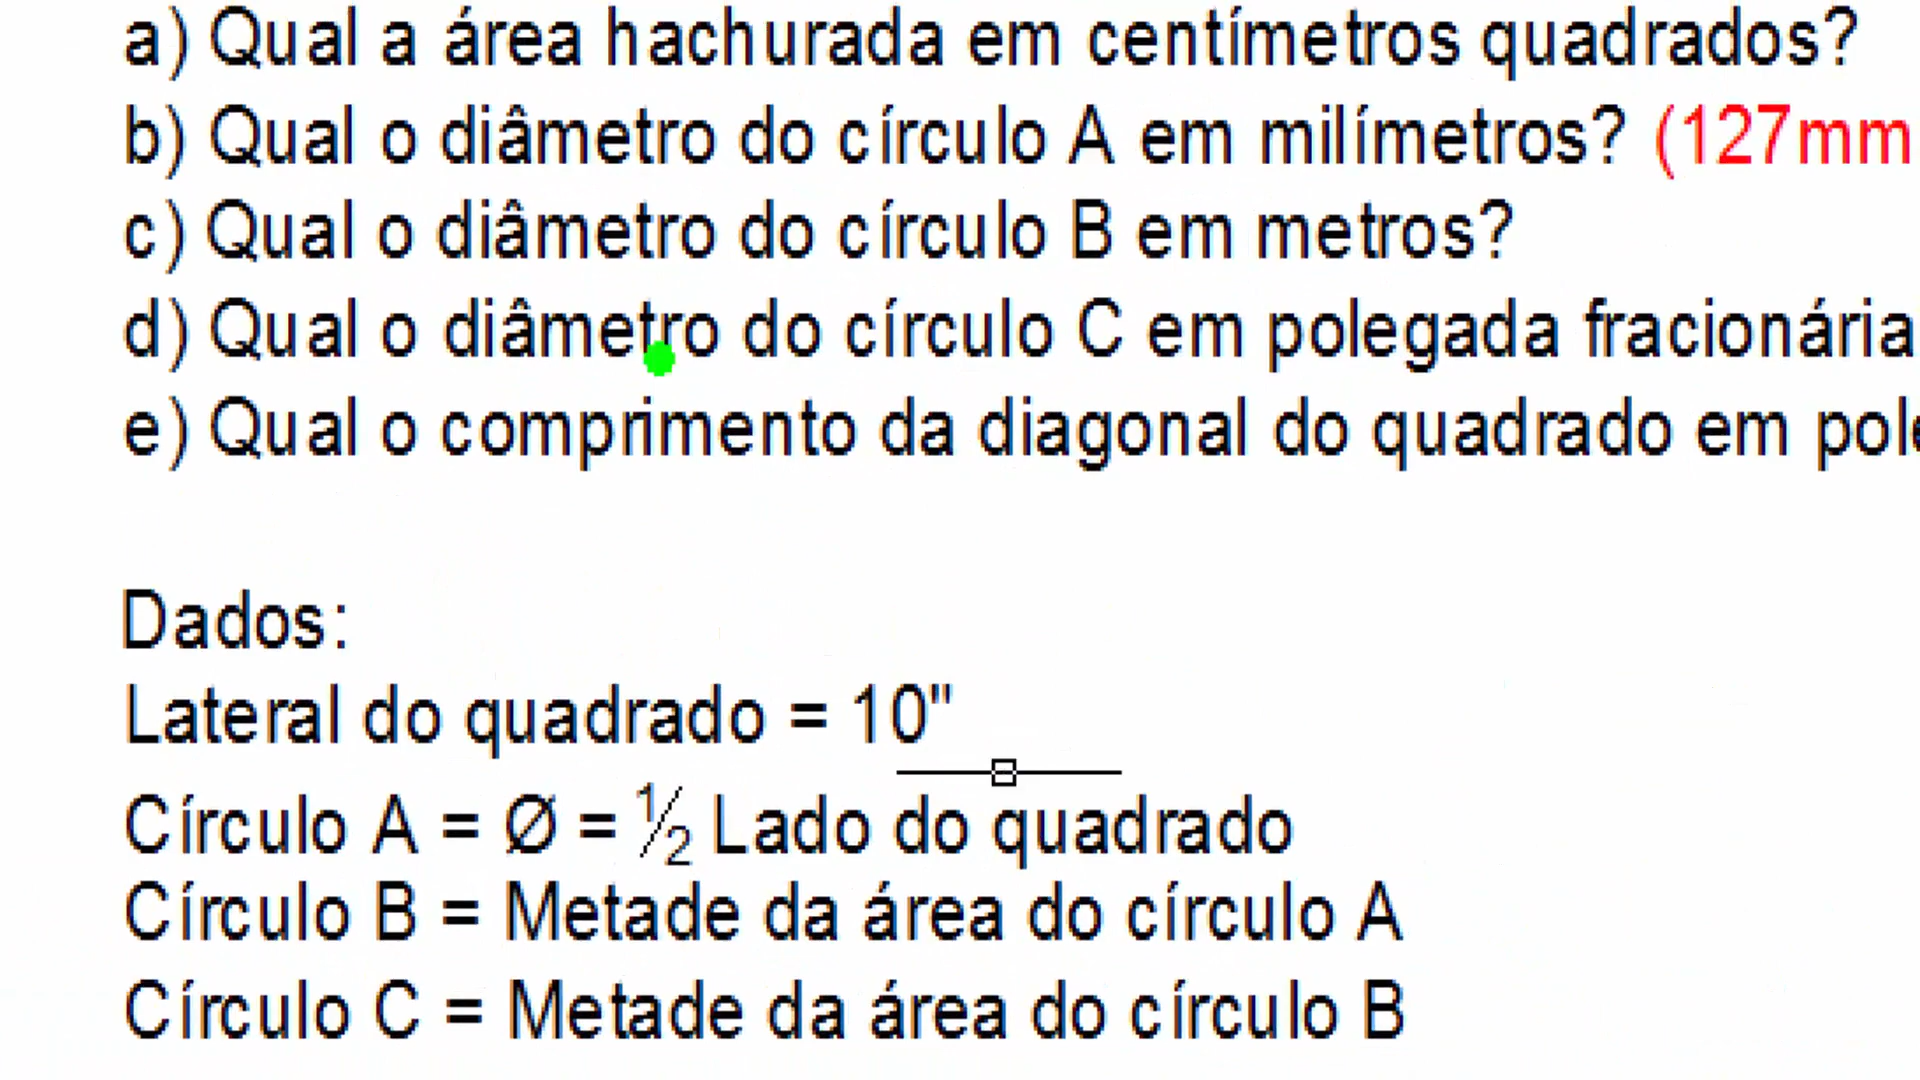 a) Qual a área hachurada em centímetros quadrados?
b) Qual o diâmetro do círculo A em milímetros? (127mm
c) Qual o diâmetro do círculo B em metros?
d) Qual o diâmetro do círculo C em polegada fracionária
e) Qual o comprimento da diagonal do quadrado em pole
Dados:
Lateral do quadrado = 10"
Círculo A = Ø = ½ Lado do quadrado
Círculo B = Metade da área do círculo A
Círculo C = Metade da área do círculo B